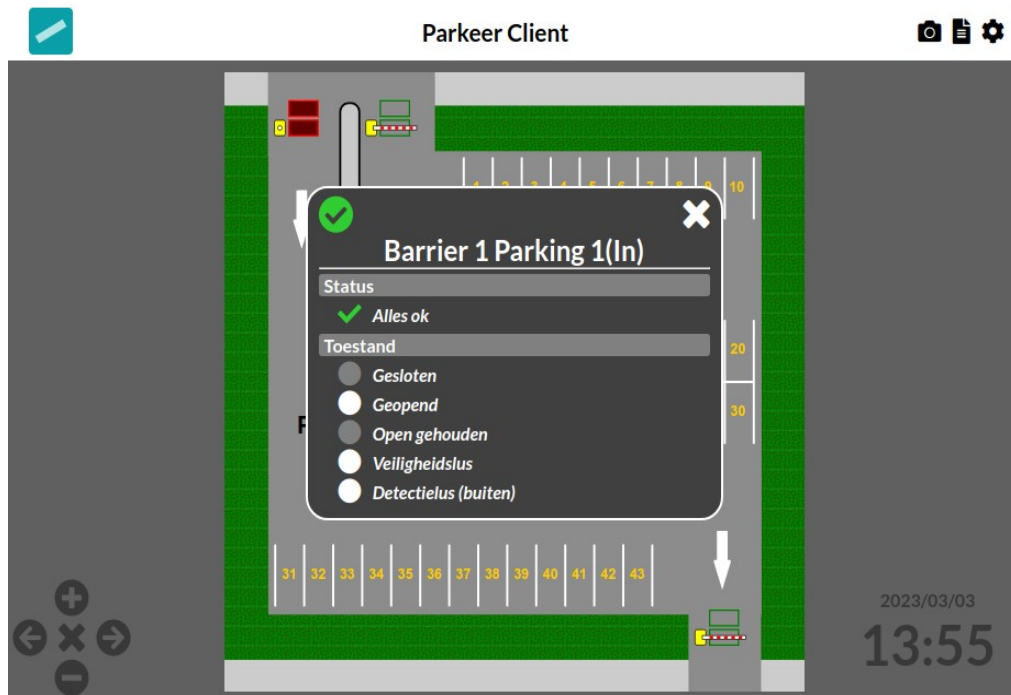 Parkeer Client
1 2 3 4 5 6 7 8 9 10
Barrier 1 Parking 1(In)
Status
Alles ok
Toestand
20
Gesloten
Geopend
30
Open gehouden
Veiligheidslus
Detectielus (buiten)
31 32 33 34 35 36 37 38 39 40 41 42 43
2023/03/03
13:55